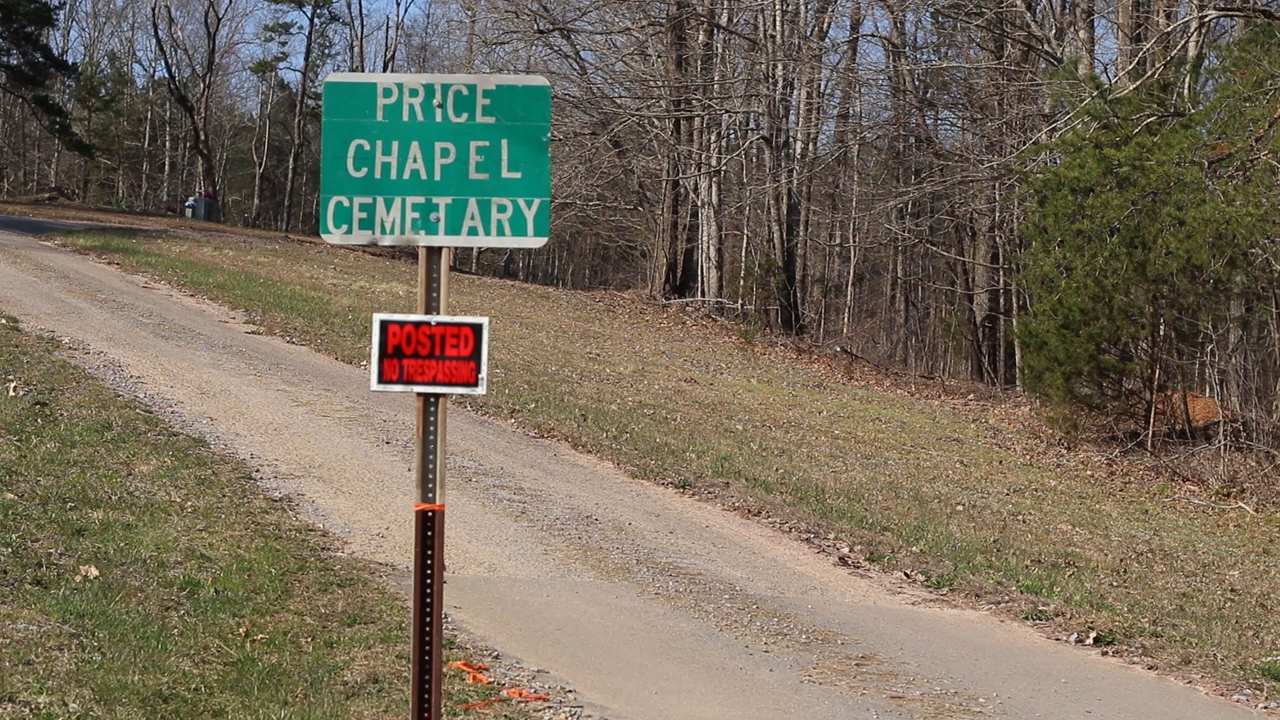 PRICE
CHAPEL
CEMETARY
POSTED
NO TRESPASSING